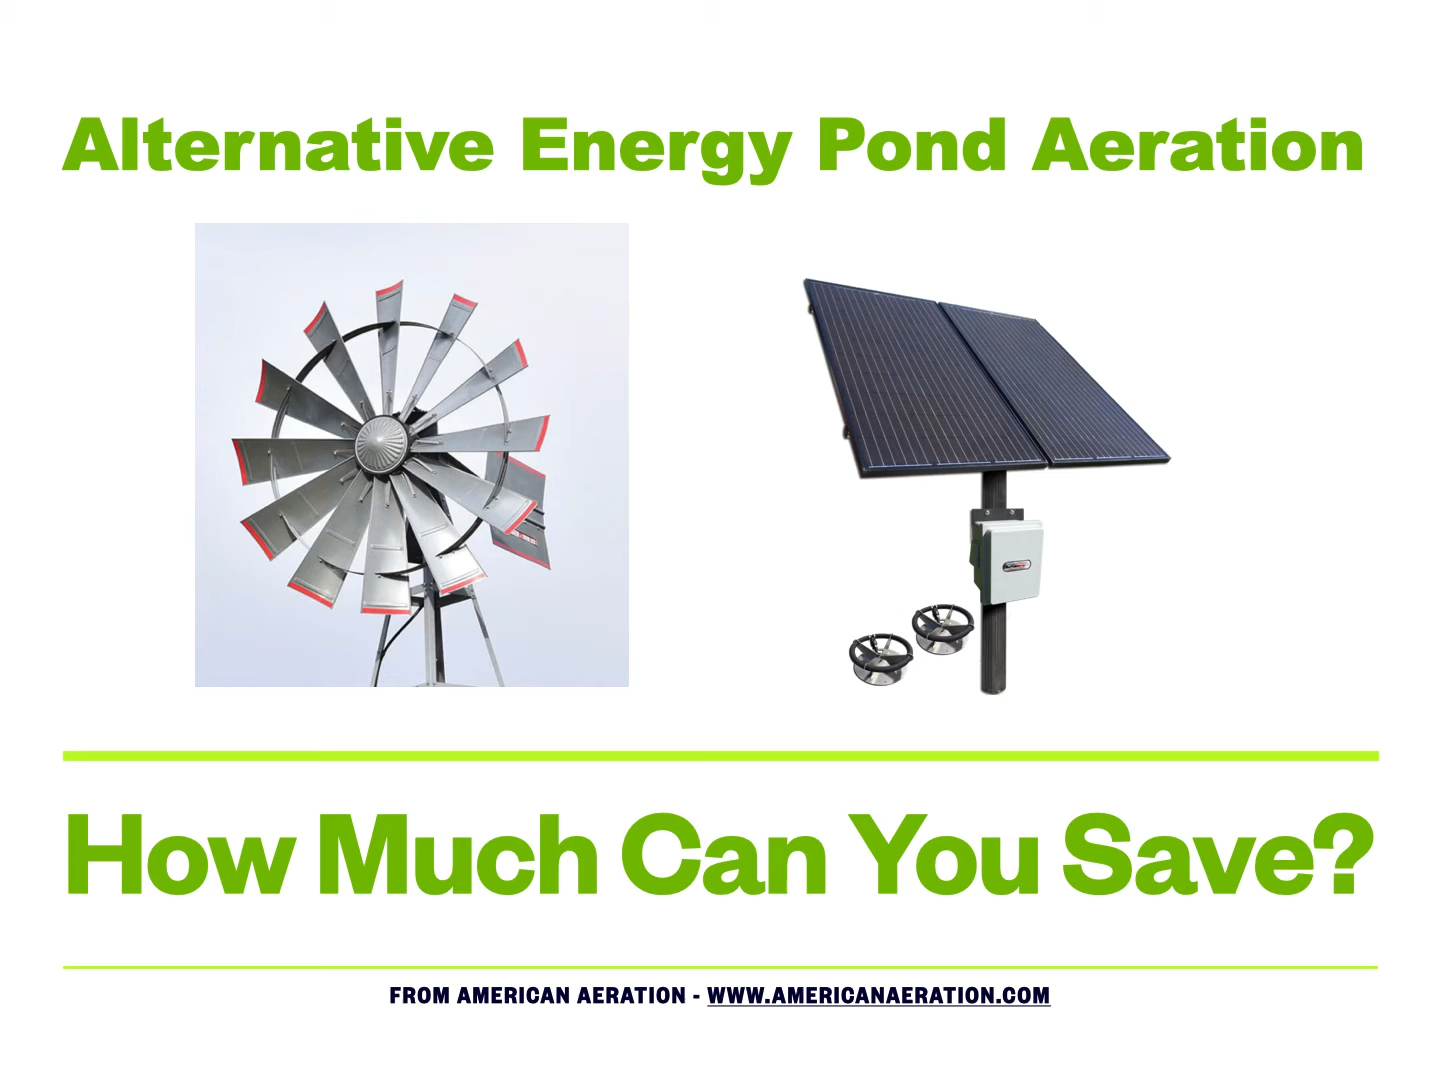 Alternative Energy Pond Aeration
How Much Can You Save?
FROM AMERICAN AERATION - WWW.AMERICANAERATION.COM